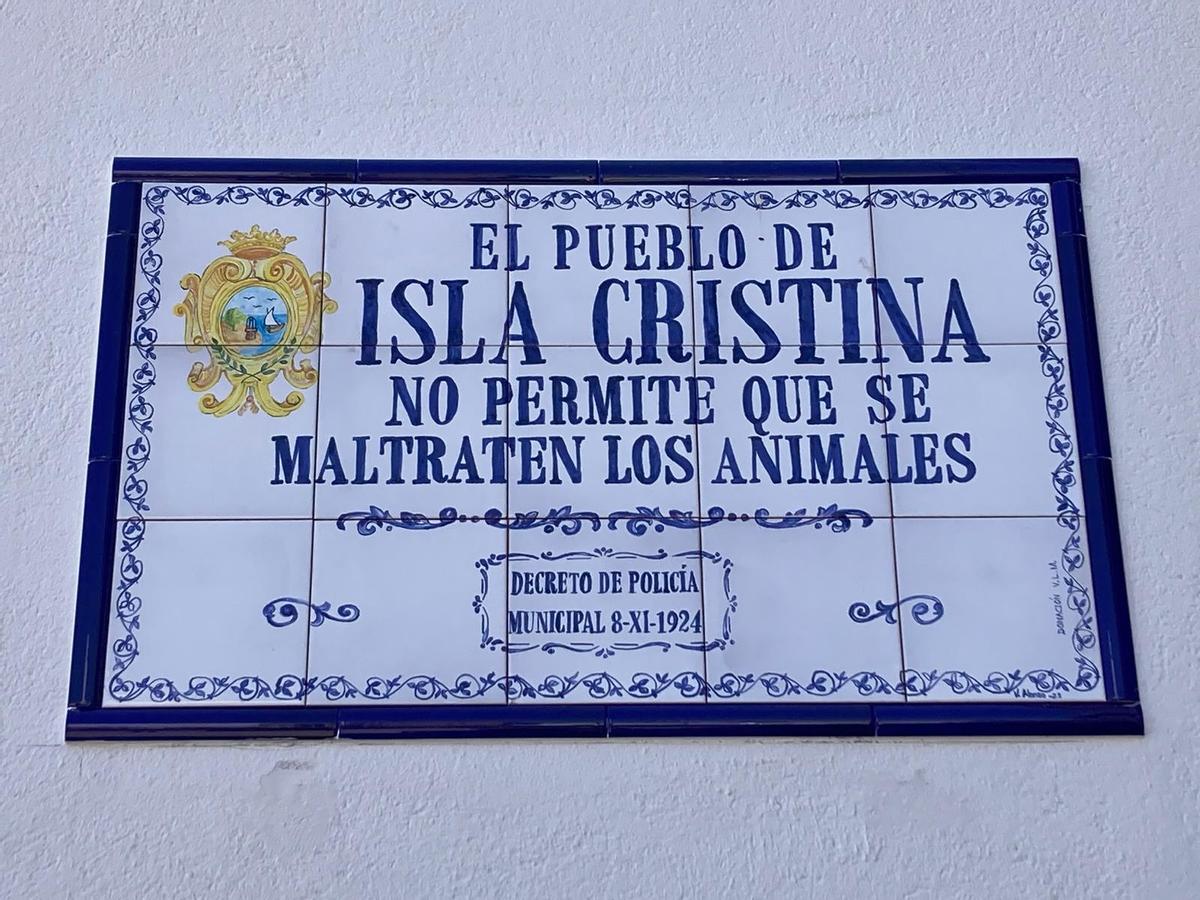 EL PUEBLO DE
ISLA CRISTINA
NO PERMITE QUE SE
MALTRATEN LOS ANIMALES
DECRETO DE POLICÍA
MUNICIPAL 8-XI-1924
DONACIÓN V.L.M.